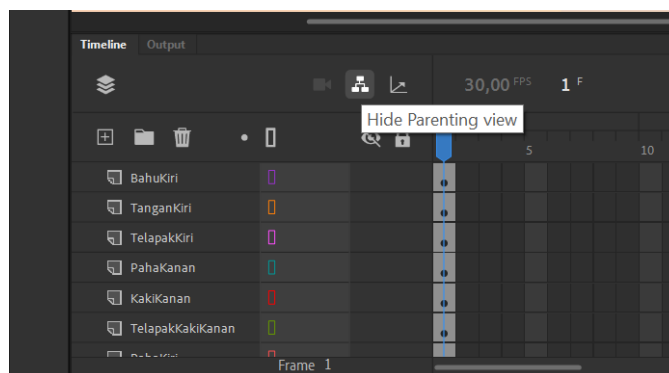 Timeline Output
30,00 FPS 1 F
Hide Parenting view
5 10
BahuKiri
TanganKiri
TelapakKiri
PahaKanan
KakiKanan
TelapakKakiKanan
PahaKiri
Frame 1